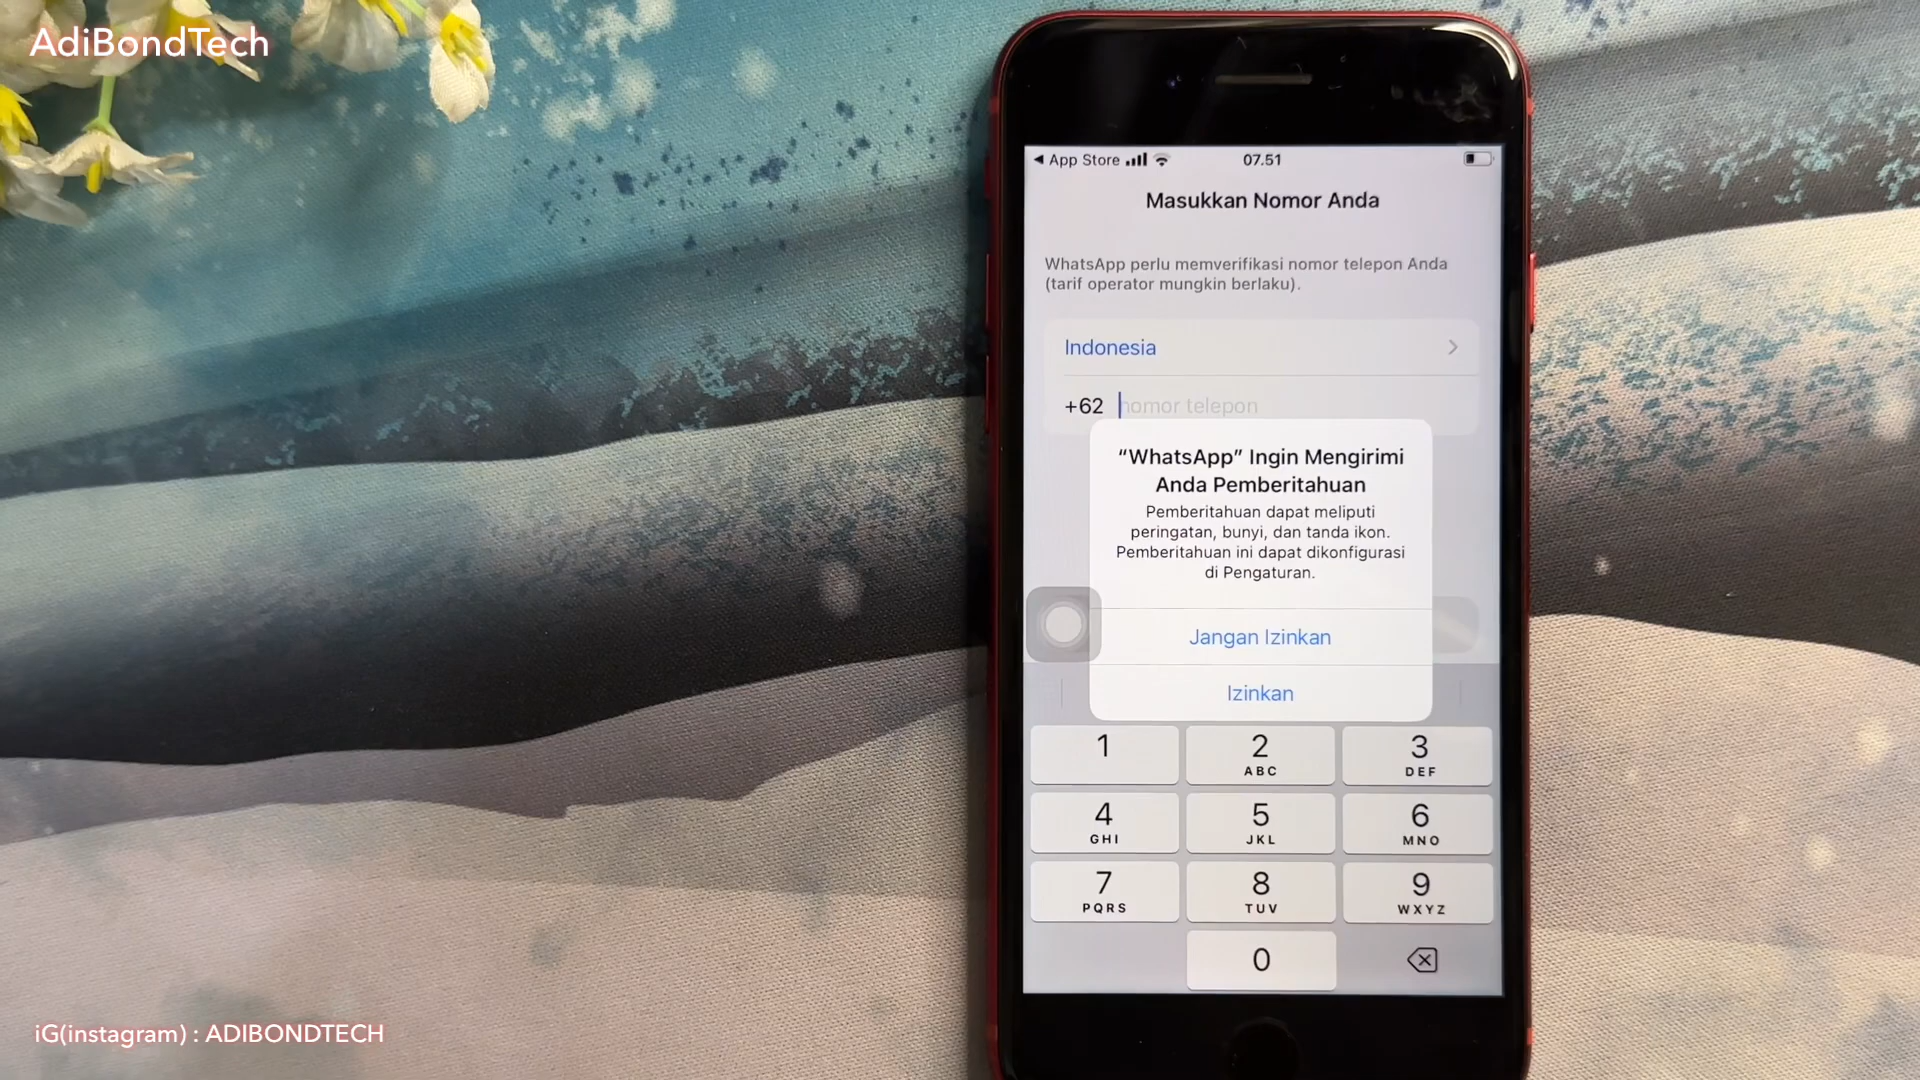 AdiBondTech
◀ App Store 07.51
Masukkan Nomor Anda
WhatsApp perlu memverifikasi nomor telepon Anda
(tarif operator mungkin berlaku).
Indonesia
+62 nomor telepon
“WhatsApp” Ingin Mengirimi
Anda Pemberitahuan
Pemberitahuan dapat meliputi
peringatan, bunyi, dan tanda ikon.
Pemberitahuan ini dapat dikonfigurasi
di Pengaturan.
Jangan Izinkan
Izinkan
1 2 3
ABC DEF
4 5 6
GHI JKL MNO
7 8 9
PQRS TUV WXYZ
0
iG(instagram) : ADIBONDTECH